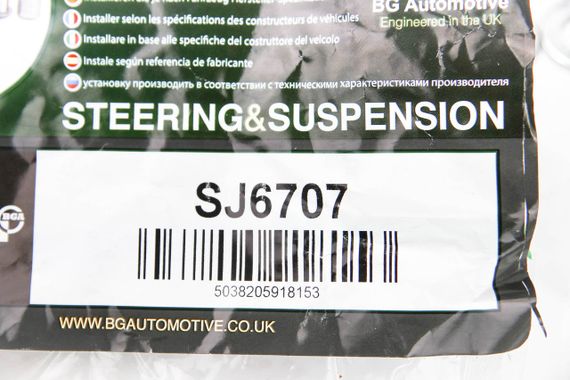 BG Automotive
Engineered in the UK
Installer selon les spécifications des constructeurs de véhicules
Installare in base alle specifiche del costruttore del veicolo
Instale según referencia de fabricante
установку производить в соответствии с техническими характеристиками производителя
STEERING&SUSPENSION
SJ6707
BGA
5038205918153
WWW.BGAUTOMOTIVE.CO.UK